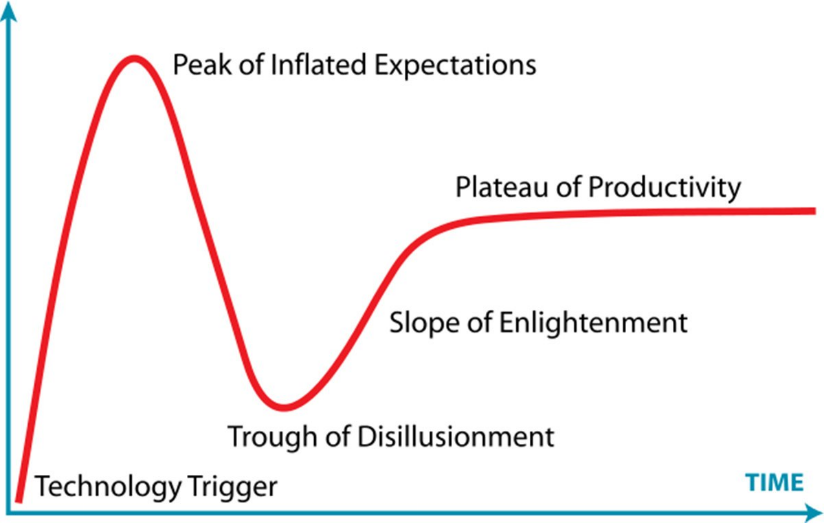 Peak of Inflated Expectations
Plateau of Productivity
Slope of Enlightenment
Trough of Disillusionment
Technology Trigger
TIME